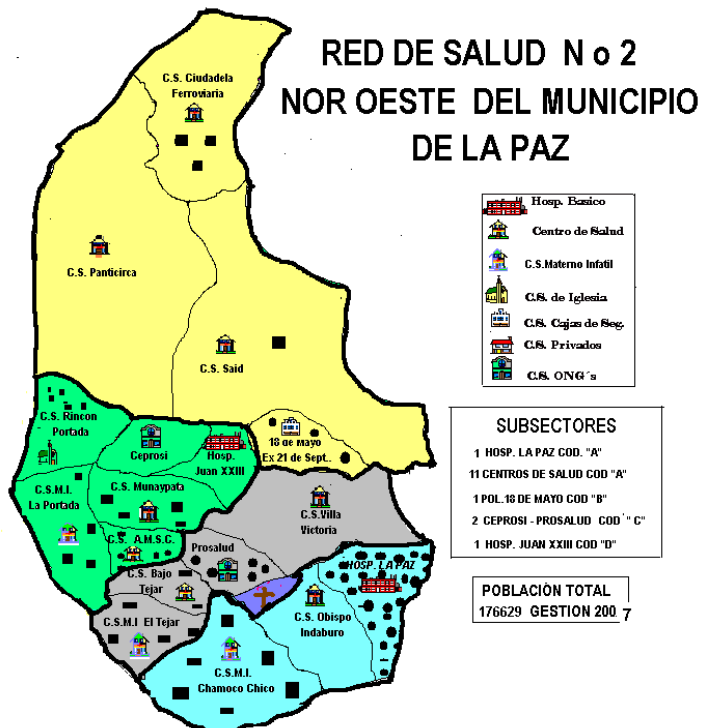 RED DE SALUD N o 2
NOR OESTE DEL MUNICIPIO
DE LA PAZ
C.S. Ciudadela
Ferroviaria
C.S. Panticirca
C.S. Said
C.S. Rincon
Portada
Ceprosi
Hosp.
Juan XXIII
18 de Mayo
Ex 21 de Sept..
C.S.M.I.
La Portada
C.S. Munaypata
C.S. A.M.S.C.
C.S.Villa
Victoria
Prosalud
C.S. Bajo
Tejar
HOSP. LA PAZ
C.S.M.I El Tejar
C.S. Obispo
Indaburo
C.S.M.I.
Chamoco Chico
Hosp. Basico
Centro de Salud
C.S.Materno Infatil
C.S. de Iglesia
C.S. Cajas de Seg.
C.S. Privados
C.S. ONG´s
SUBSECTORES
1 HOSP. LA PAZ COD. "A"
11 CENTROS DE SALUD COD "A"
1 POL.18 DE MAYO COD "B"
2 CEPROSI - PROSALUD COD " C"
1 HOSP. JUAN XXIII COD "D"
POBLACIÒN TOTAL
176629 GESTION 200 7